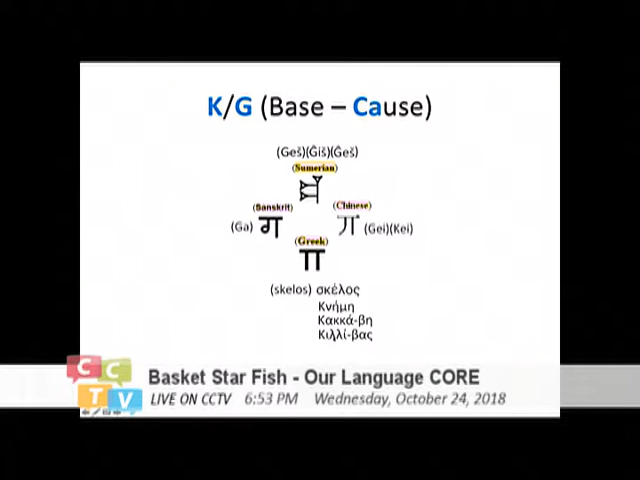 K/G (Base – Cause)
(Geš)(Ĝiš)(Ĝeš)
(Sumerian)
(Sanskrit)
(Chinese)
(Ga) ग
丌 (Gei)(Kei)
(Greek)
(skelos) σκέλος
Κνήμη
Κακκά-βη
Κιλλί-βας
CCTV
Basket Star Fish - Our Language CORE
LIVE ON CCTV 6:53 PM Wednesday, October 24, 2018